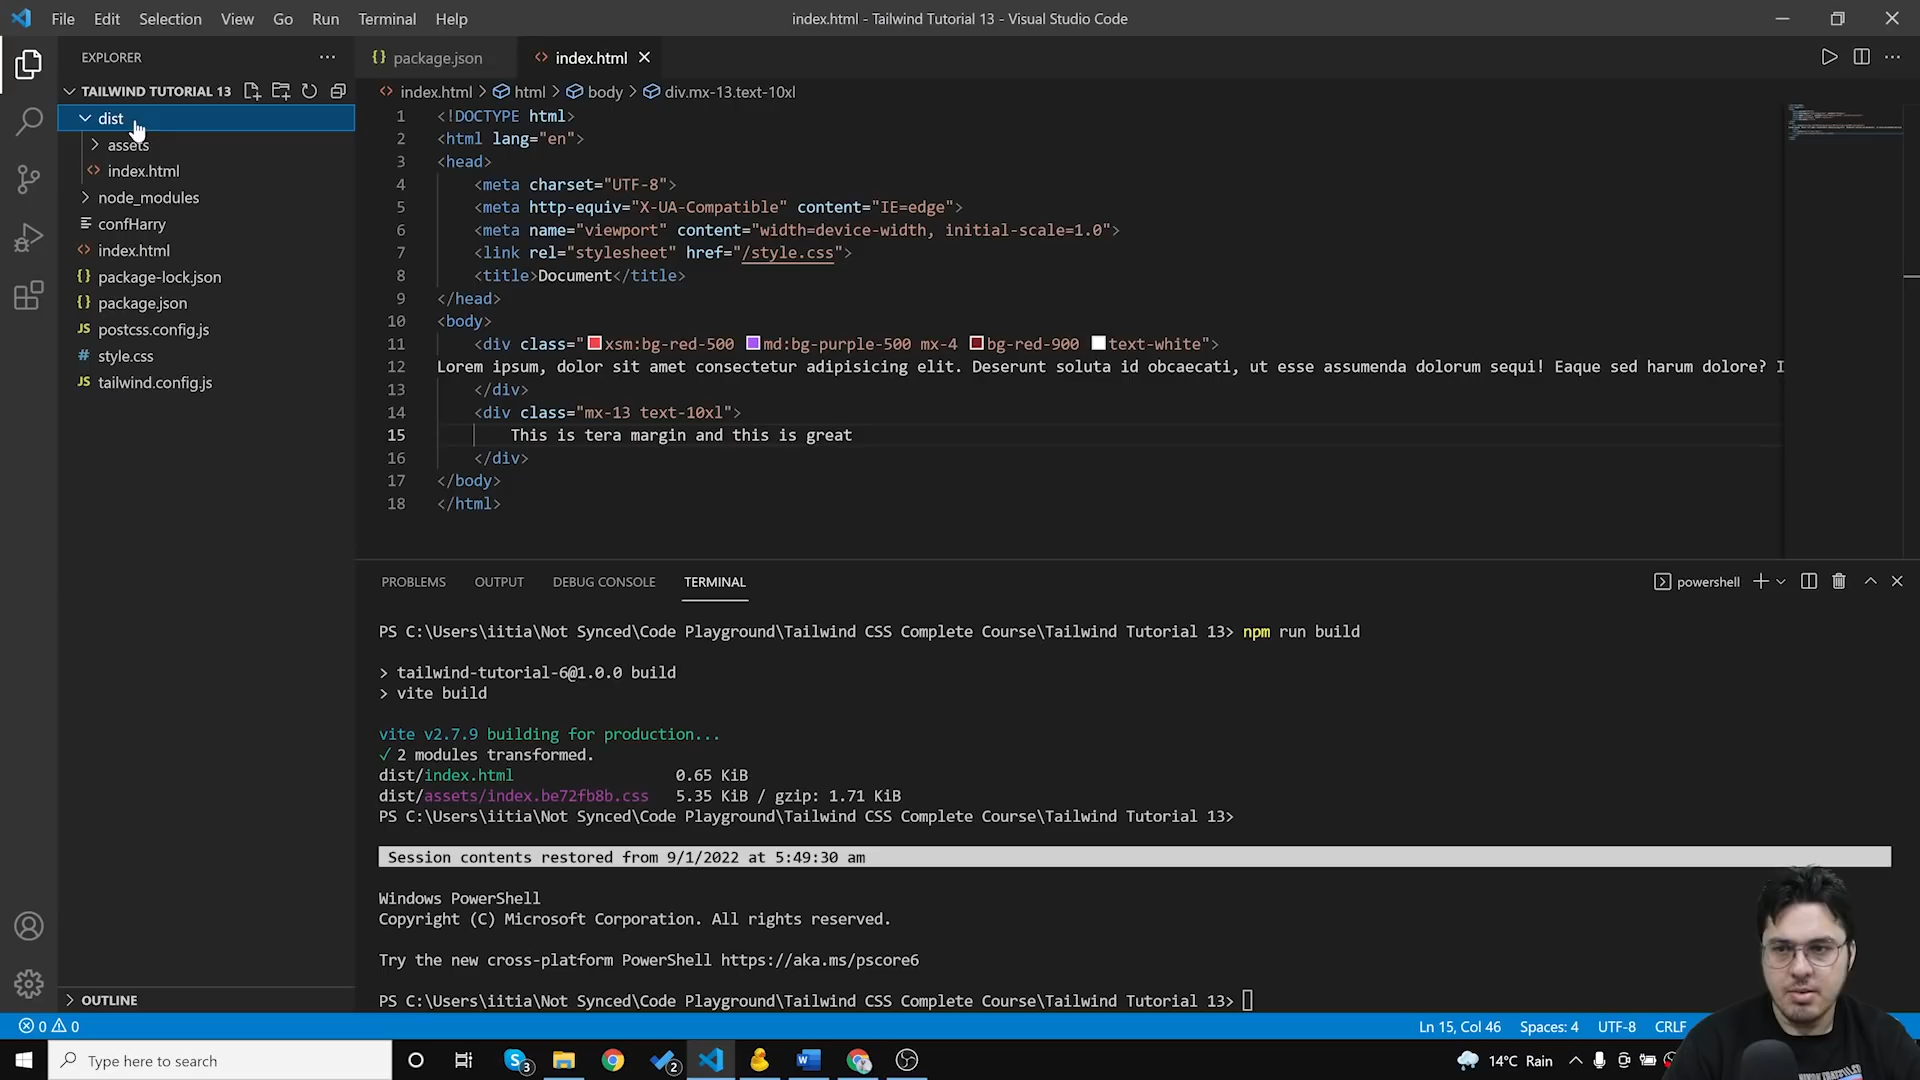 File Edit Selection View Go Run Terminal Help
index.html - Tailwind Tutorial 13 - Visual Studio Code
EXPLORER
TAILWIND TUTORIAL 13
dist
assets
index.html
node_modules
confHarry
index.html
package-lock.json
package.json
postcss.config.js
style.css
tailwind.config.js
OUTLINE
package.json
index.html
index.html > html > body > div.mx-13.text-10xl
1 <!DOCTYPE html>
2 <html lang="en">
3 <head>
4 <meta charset="UTF-8">
5 <meta http-equiv="X-UA-Compatible" content="IE=edge">
6 <meta name="viewport" content="width=device-width, initial-scale=1.0">
7 <link rel="stylesheet" href="/style.css">
8 <title>Document</title>
9 </head>
10 <body>
11 <div class="xsm:bg-red-500 md:bg-purple-500 mx-4 bg-red-900 text-white">
12 Lorem ipsum, dolor sit amet consectetur adipisicing elit. Deserunt soluta id obcaecati, ut esse assumenda dolorum sequi! Eaque sed harum dolore? I
13 </div>
14 <div class="mx-13 text-10xl">
15 This is tera margin and this is great
16 </div>
17 </body>
18 </html>
PROBLEMS OUTPUT DEBUG CONSOLE TERMINAL
powershell
PS C:\Users\iitia\Not Synced\Code Playground\Tailwind CSS Complete Course\Tailwind Tutorial 13> npm run build
> tailwind-tutorial-6@1.0.0 build
> vite build
vite v2.7.9 building for production...
✓ 2 modules transformed.
dist/index.html 0.65 KiB
dist/assets/index.be72fb8b.css 5.35 KiB / gzip: 1.71 KiB
PS C:\Users\iitia\Not Synced\Code Playground\Tailwind CSS Complete Course\Tailwind Tutorial 13>
Session contents restored from 9/1/2022 at 5:49:30 am
Windows PowerShell
Copyright (C) Microsoft Corporation. All rights reserved.
Try the new cross-platform PowerShell https://aka.ms/pscore6
PS C:\Users\iitia\Not Synced\Code Playground\Tailwind CSS Complete Course\Tailwind Tutorial 13>
0 0
Ln 15, Col 46 Spaces: 4 UTF-8 CRLF
Type here to search
3
2
14°C Rain